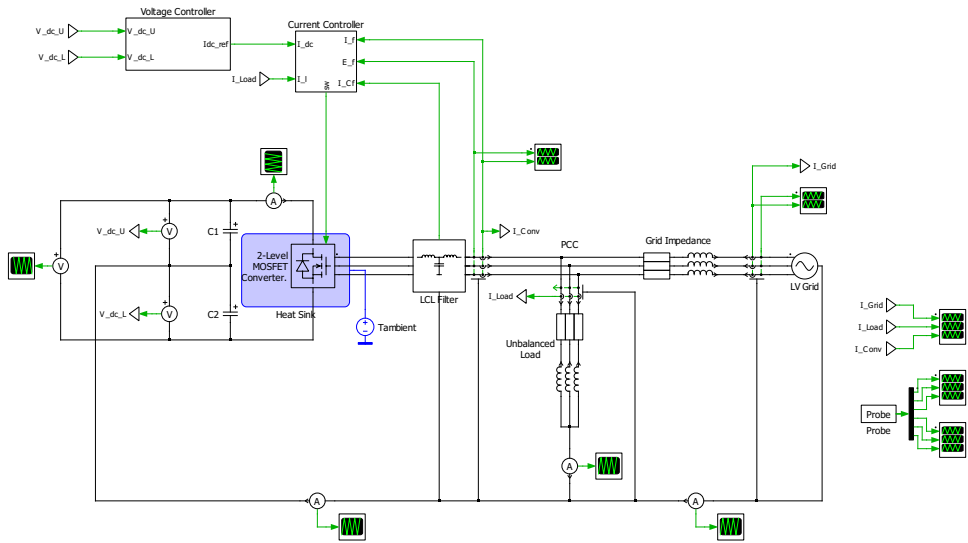 Voltage Controller
Current Controller
V_dc_U
V_dc_U
Idc_ref
I_dc
I_f
V_dc_L
V_dc_L
E_f
I_Load
I_l
I_Cf
SW
I_Grid
A
V_dc_U
V
C1
I_Conv
PCC
Grid Impedance
V
2-Level
MOSFET
Converter.
LCL Filter
LV Grid
I_Load
V_dc_L
V
C2
Heat Sink
Tambient
Unbalanced
Load
I_Grid
I_Load
I_Conv
Probe
Probe
A
A
A